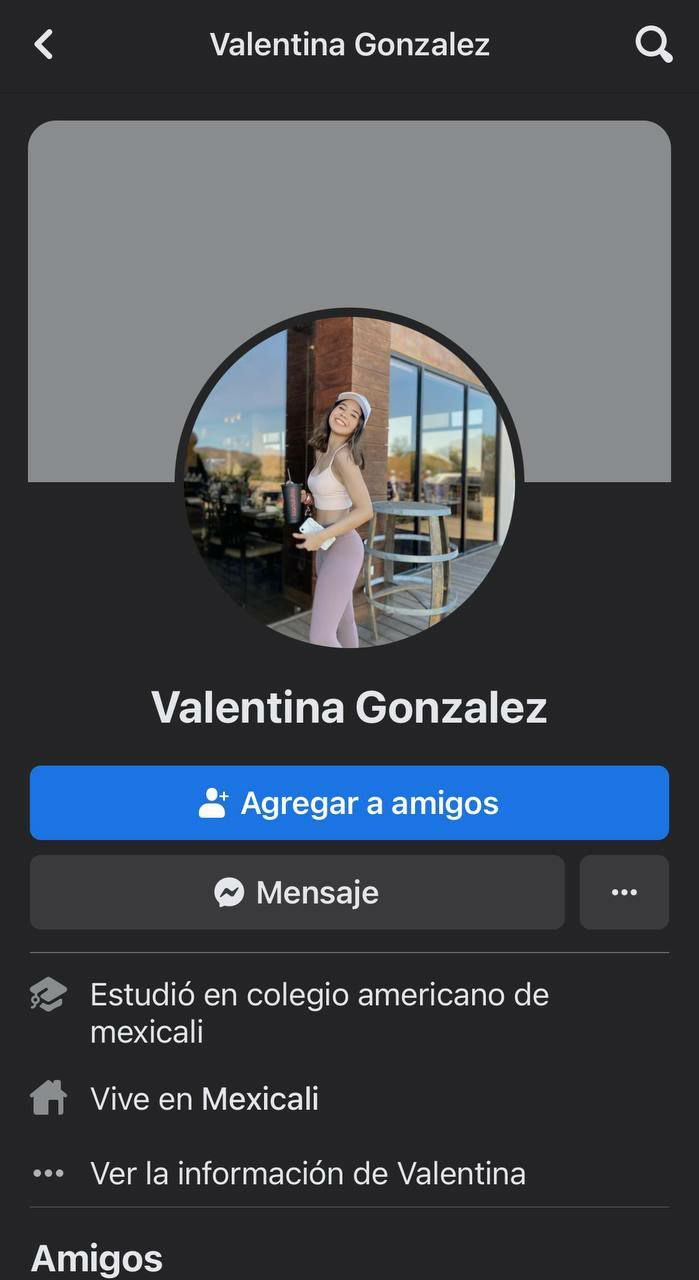 Valentina Gonzalez
Valentina Gonzalez
Agregar a amigos
Mensaje
Estudió en colegio americano de
mexicali
Vive en Mexicali
Ver la información de Valentina
Amigos